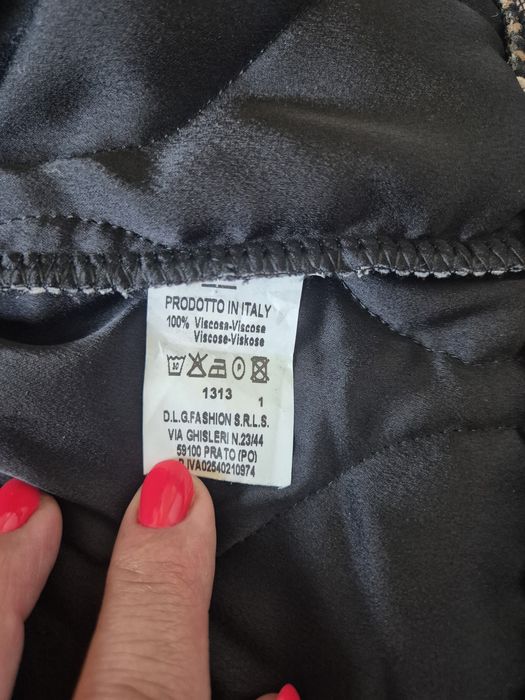 PRODOTTO IN ITALY
100% Viscosa-Viscose
Viscose-Viskose
1313 1
D.L.G.FASHION S.R.L.S.
VIA GHISLERI N.23/44
59100 PRATO (PO)
P.IVA02540210974